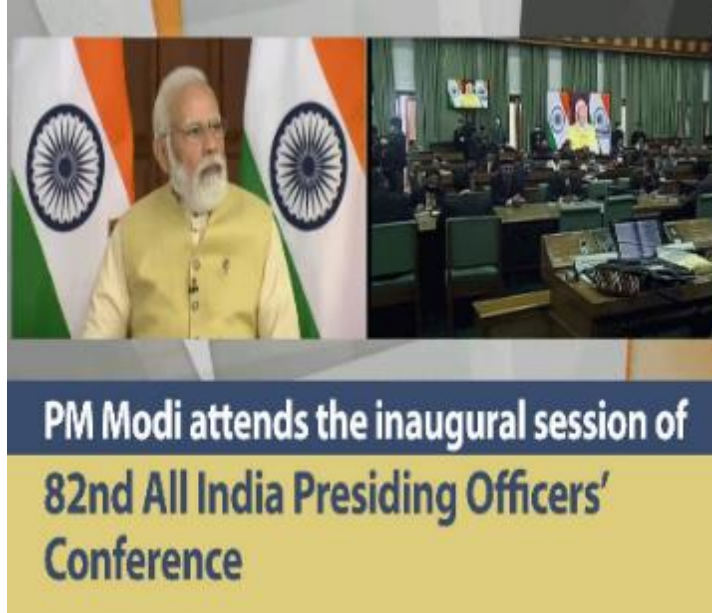 PM Modi attends the inaugural session of
82nd All India Presiding Officers’
Conference